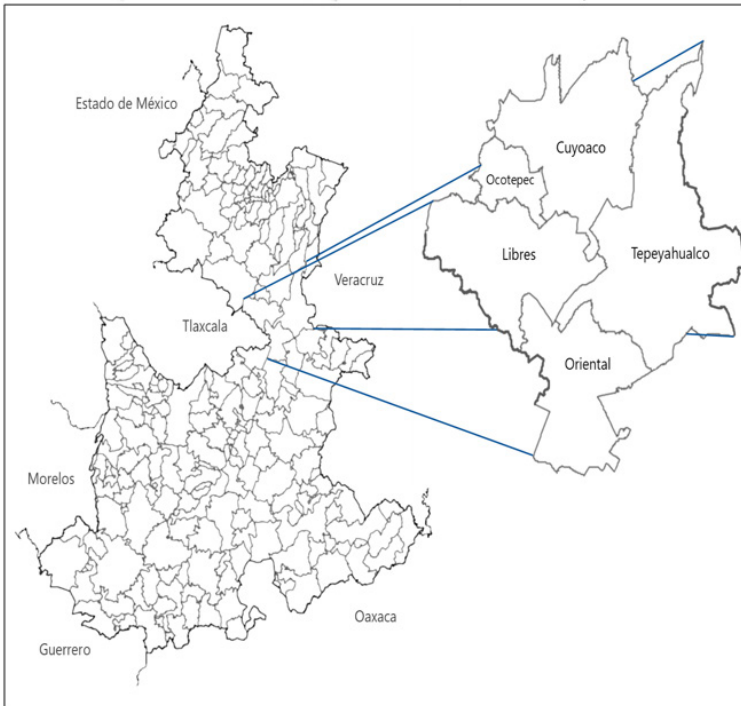 Estado de México
Cuyoaco
Ocotepec
Libres
Tepeyahualco
Veracruz
Tlaxcala
Oriental
Morelos
Oaxaca
Guerrero